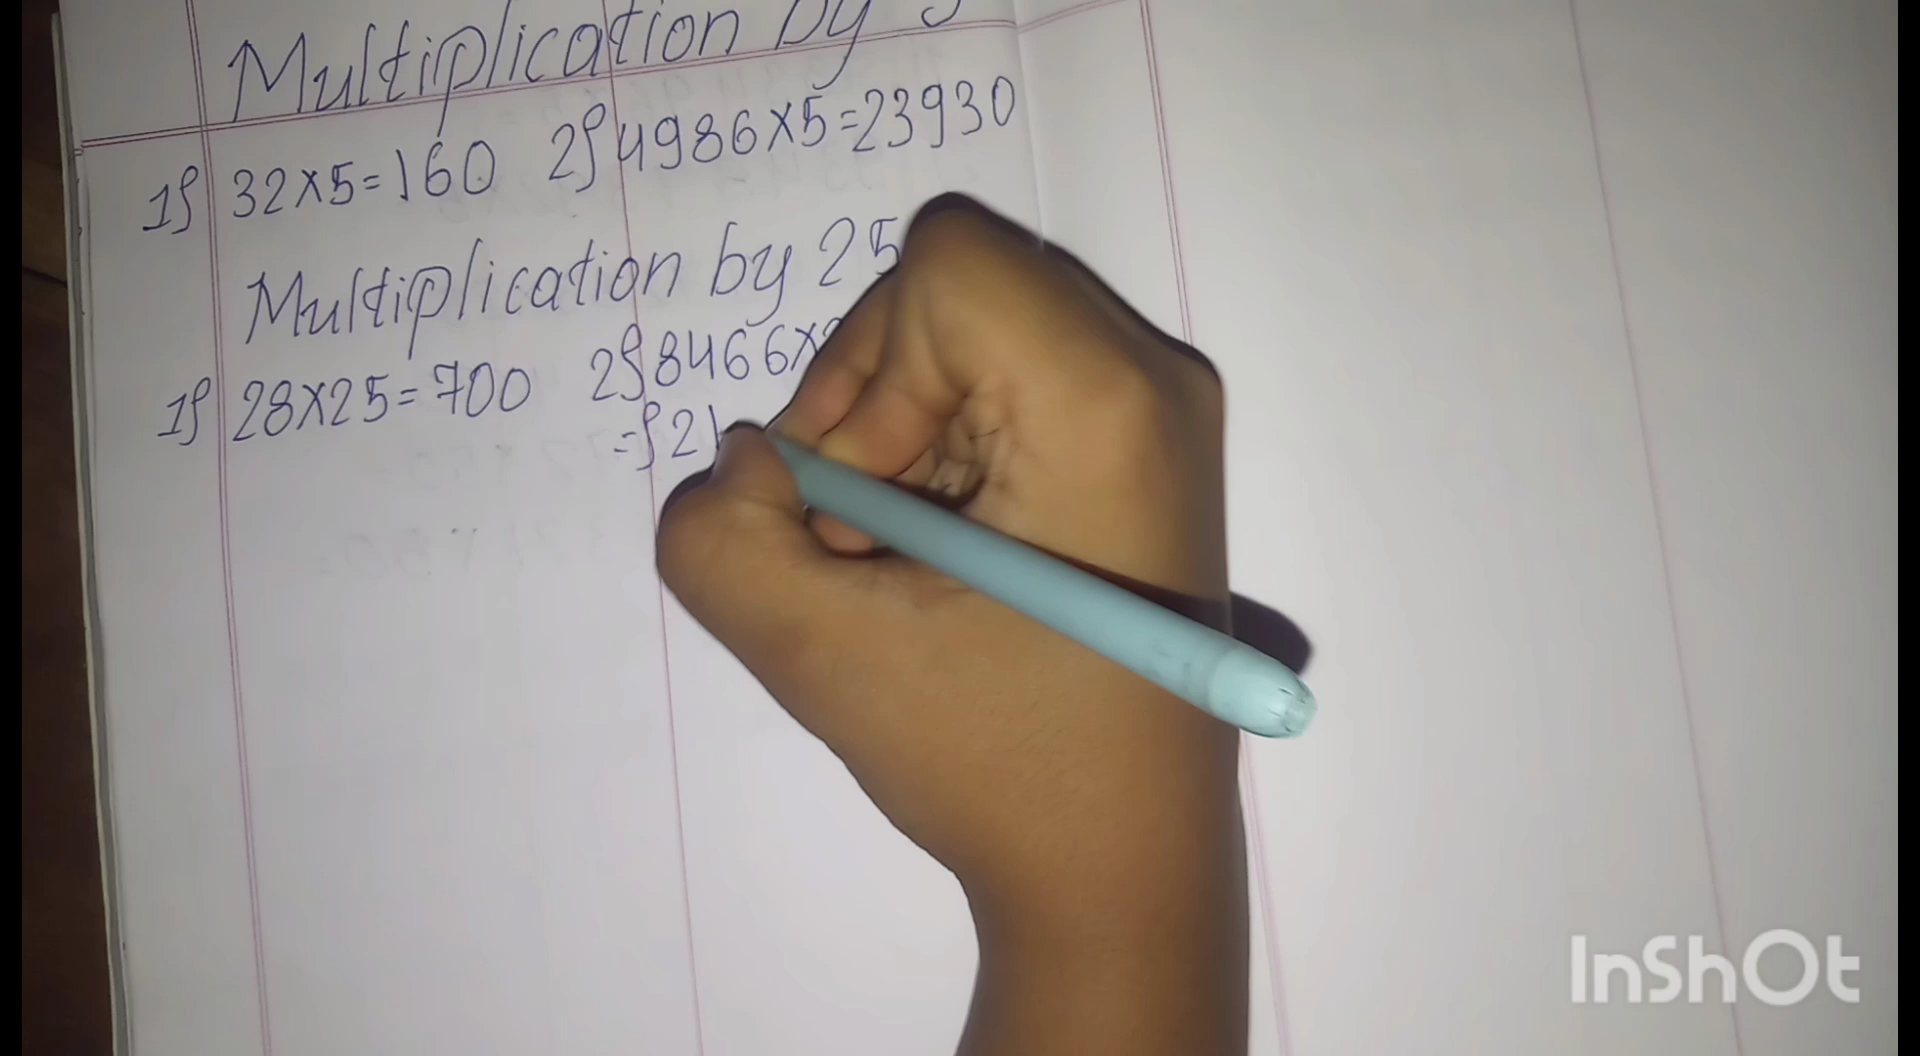 Multiplication by
1) 32×5=160 2) 4986×5=23930
Multiplication by 25
1) 28×25=700 2) 8466×
=) 21
InShOt